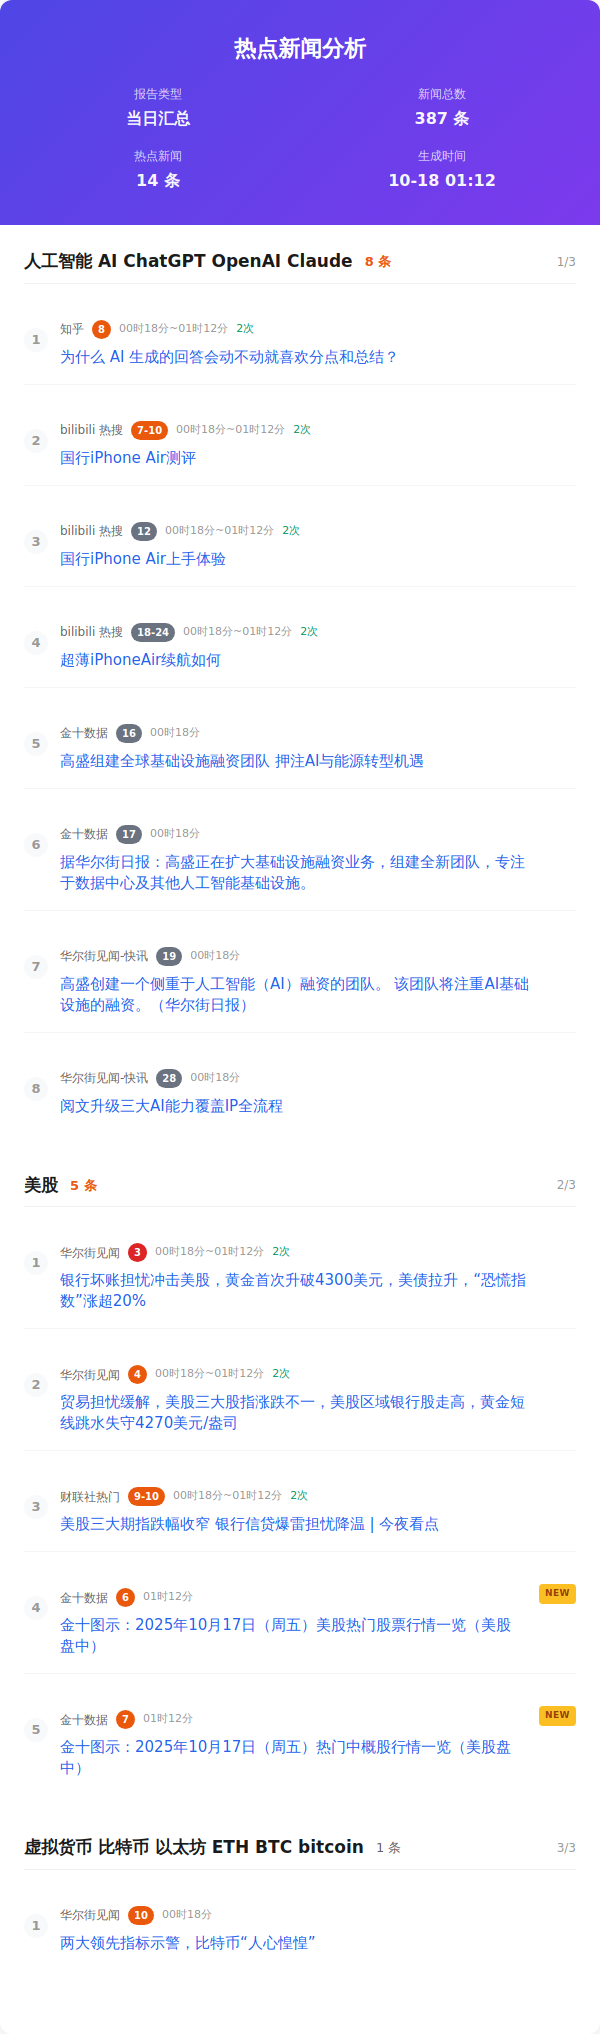 热点新闻分析
报告类型
新闻总数
当日汇总
387 条
热点新闻
生成时间
14 条
10-18 01:12
人工智能 AI ChatGPT OpenAI Claude 8 条 1/3
1 知乎 8 00时18分~01时12分 2次
为什么 AI 生成的回答会动不动就喜欢分点和总结？
2 bilibili 热搜 7-10 00时18分~01时12分 2次
国行iPhone Air测评
3 bilibili 热搜 12 00时18分~01时12分 2次
国行iPhone Air上手体验
4 bilibili 热搜 18-24 00时18分~01时12分 2次
超薄iPhoneAir续航如何
5 金十数据 16 00时18分
高盛组建全球基础设施融资团队 押注AI与能源转型机遇
6 金十数据 17 00时18分
据华尔街日报：高盛正在扩大基础设施融资业务，组建全新团队，专注
于数据中心及其他人工智能基础设施。
7 华尔街见闻-快讯 19 00时18分
高盛创建一个侧重于人工智能（AI）融资的团队。 该团队将注重AI基础
设施的融资。（华尔街日报）
8 华尔街见闻-快讯 28 00时18分
阅文升级三大AI能力覆盖IP全流程
美股 5 条 2/3
1 华尔街见闻 3 00时18分~01时12分 2次
银行坏账担忧冲击美股，黄金首次升破4300美元，美债拉升，“恐慌指
数”涨超20%
2 华尔街见闻 4 00时18分~01时12分 2次
贸易担忧缓解，美股三大股指涨跌不一，美股区域银行股走高，黄金短
线跳水失守4270美元/盎司
3 财联社热门 9-10 00时18分~01时12分 2次
美股三大期指跌幅收窄 银行信贷爆雷担忧降温 | 今夜看点
4 金十数据 6 01时12分 NEW
金十图示：2025年10月17日（周五）美股热门股票行情一览（美股
盘中）
5 金十数据 7 01时12分 NEW
金十图示：2025年10月17日（周五）热门中概股行情一览（美股盘
中）
虚拟货币 比特币 以太坊 ETH BTC bitcoin 1 条 3/3
1 华尔街见闻 10 00时18分
两大领先指标示警，比特币“人心惶惶”